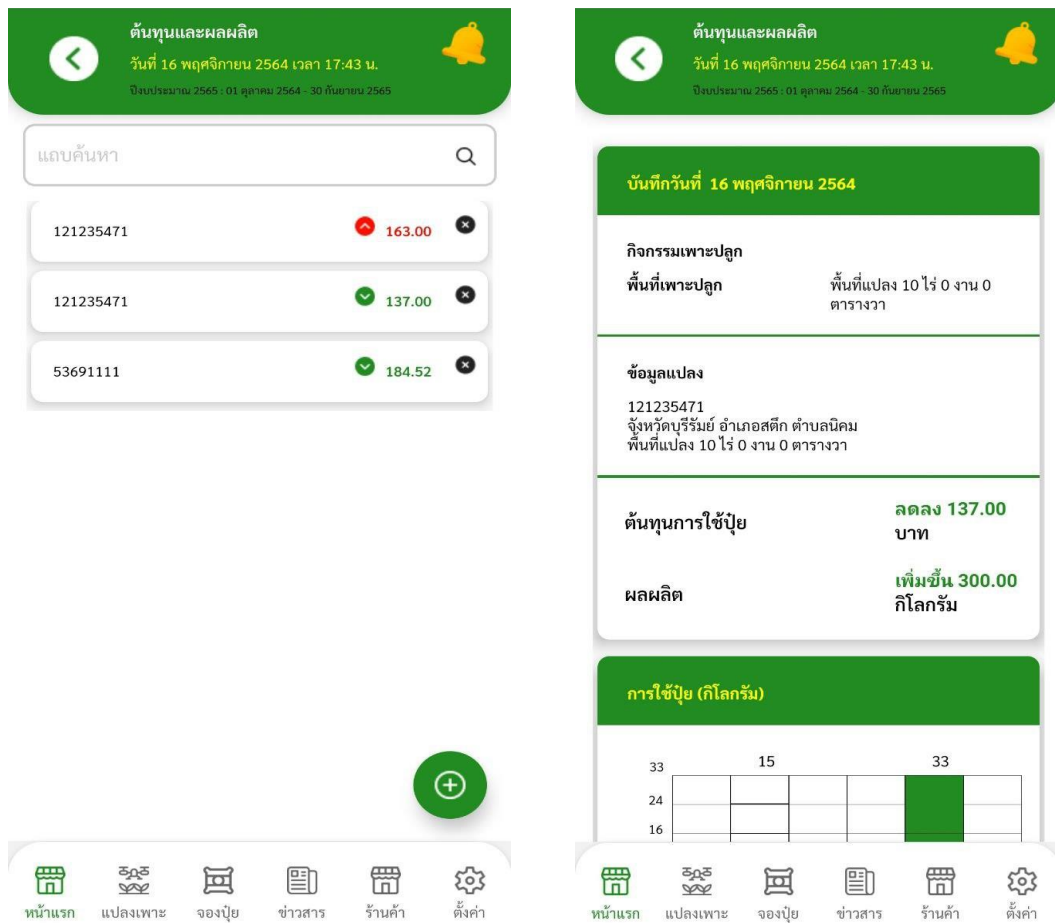 ต้นทุนและผลผลิต
วันที่ 16 พฤศจิกายน 2564 เวลา 17:43 น.
ปีงบประมาณ 2565 : 01 ตุลาคม 2564 - 30 กันยายน 2565
แถบค้นหา
121235471 163.00
121235471 137.00
53691111 184.52
หน้าแรก แปลงเพาะ จองปุ๋ย ข่าวสาร ร้านค้า ตั้งค่า
ต้นทุนและผลผลิต
วันที่ 16 พฤศจิกายน 2564 เวลา 17:43 น.
ปีงบประมาณ 2565 : 01 ตุลาคม 2564 - 30 กันยายน 2565
บันทึกวันที่ 16 พฤศจิกายน 2564
กิจกรรมเพาะปลูก
พื้นที่เพาะปลูก พื้นที่แปลง 10 ไร่ 0 งาน 0
ตารางวา
ข้อมูลแปลง
121235471
จังหวัดบุรีรัมย์ อำเภอสตึก ตำบลนิคม
พื้นที่แปลง 10 ไร่ 0 งาน 0 ตารางวา
ต้นทุนการใช้ปุ๋ย ลดลง 137.00
บาท
ผลผลิต เพิ่มขึ้น 300.00
กิโลกรัม
การใช้ปุ๋ย (กิโลกรัม)
15 33
33
24
16
หน้าแรก แปลงเพาะ จองปุ๋ย ข่าวสาร ร้านค้า ตั้งค่า